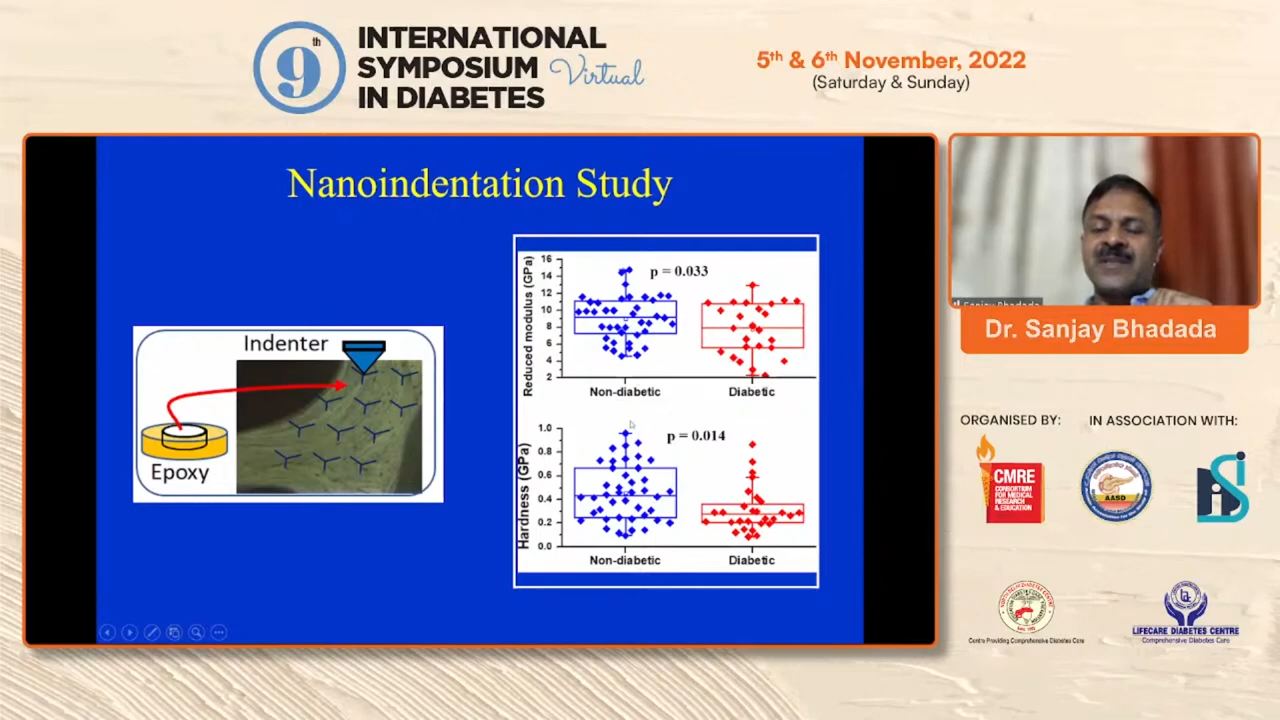 9th
INTERNATIONAL
SYMPOSIUM Virtual
IN DIABETES
5th & 6th November, 2022
(Saturday & Sunday)
Nanoindentation Study
Indenter
Epoxy
Reduced modulus (GPa)
16
14
12
10
8
6
4
2
p = 0.033
Non-diabetic
Diabetic
Hardness (GPa)
1.0
0.8
0.6
0.4
0.2
0.0
p = 0.014
Non-diabetic
Diabetic
Sanjay Bhadada
Dr. Sanjay Bhadada
ORGANISED BY:
IN ASSOCIATION WITH:
CMRE
CONSORTIUM
FOR MEDICAL
RESEARCH
& EDUCATION
AASD
Centre Providing Comprehensive Diabetes Care
LIFECARE DIABETES CENTRE
Comprehensive Diabetes Care